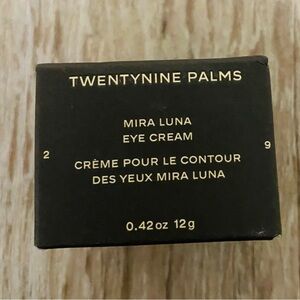 TWENTYNINE PALMS
MIRA LUNA
EYE CREAM
2
9
CRÈME POUR LE CONTOUR
DES YEUX MIRA LUNA
0.42 oz 12 g